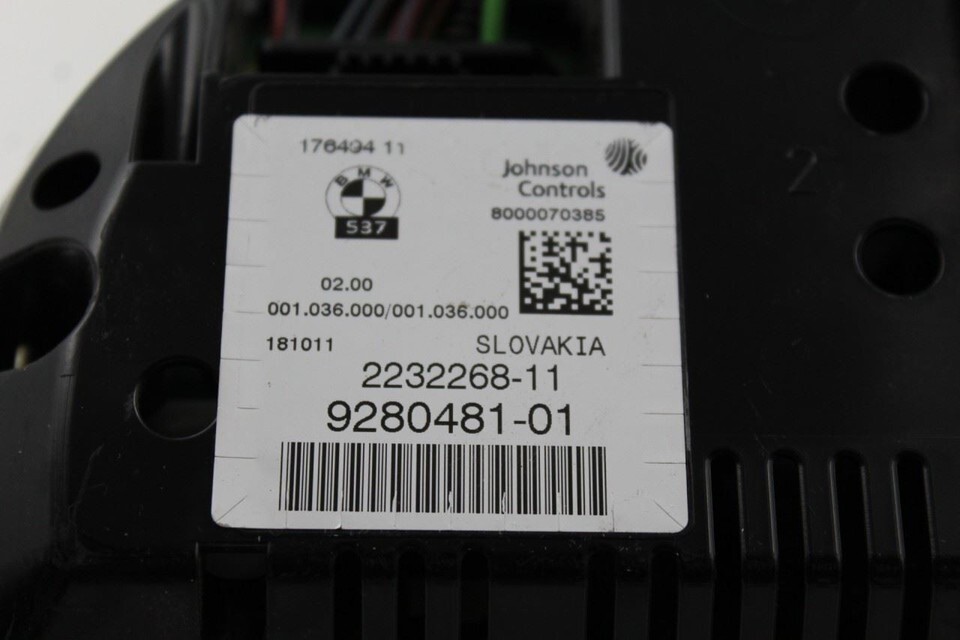 176494 11
BMW
537
Johnson
Controls
8000070385
02.00
001.036.000/001.036.000
181011
SLOVAKIA
2232268-11
9280481-01
2